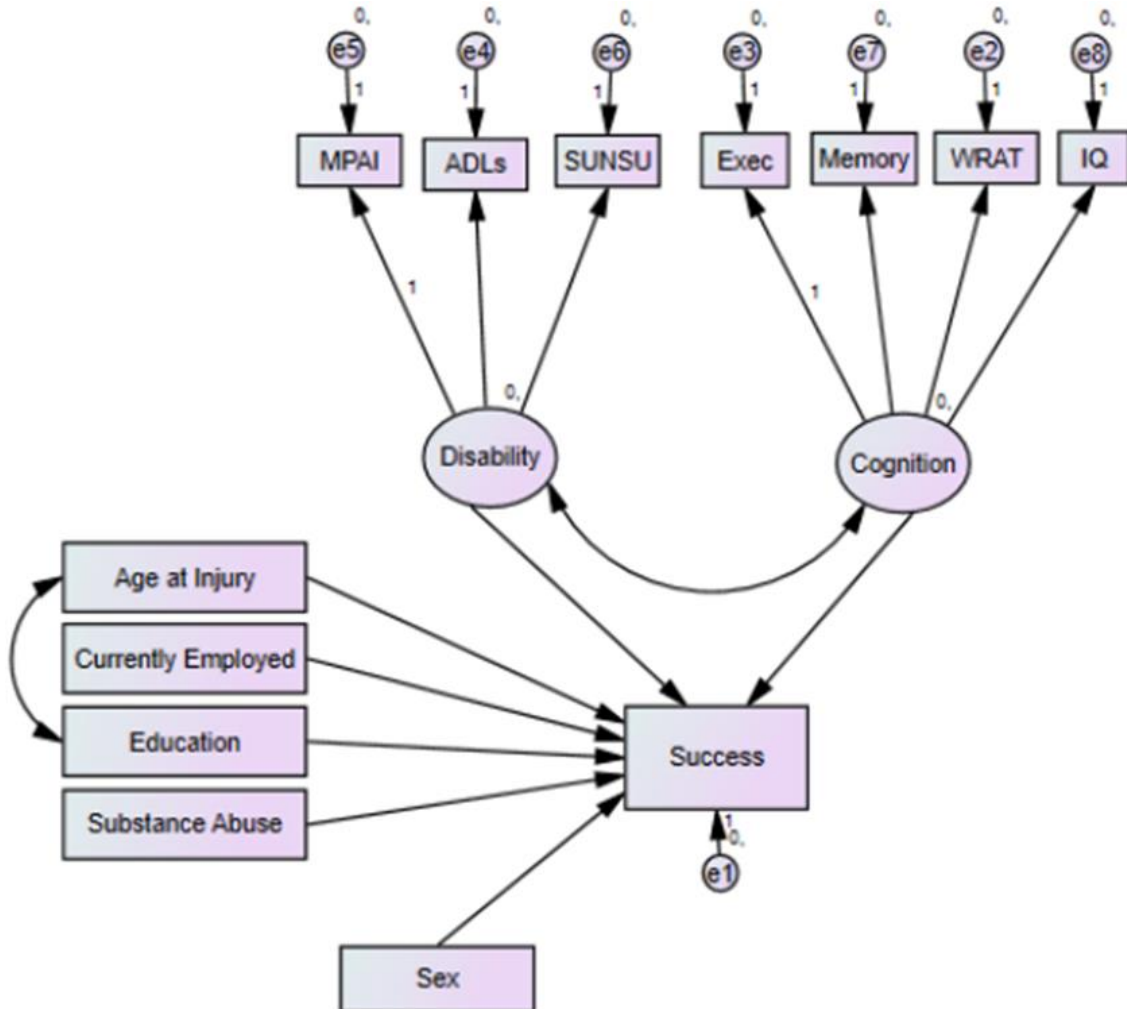 0, 0, 0, 0, 0, 0, 0,
e5 e4 e6 e3 e7 e2 e8
1 1 1 1 1 1 1
MPAI ADLs SUNSU Exec Memory WRAT IQ
1 1
0, 0,
Disability Cognition
Age at Injury
Currently Employed
Education
Substance Abuse
Success
1
0,
e1
Sex